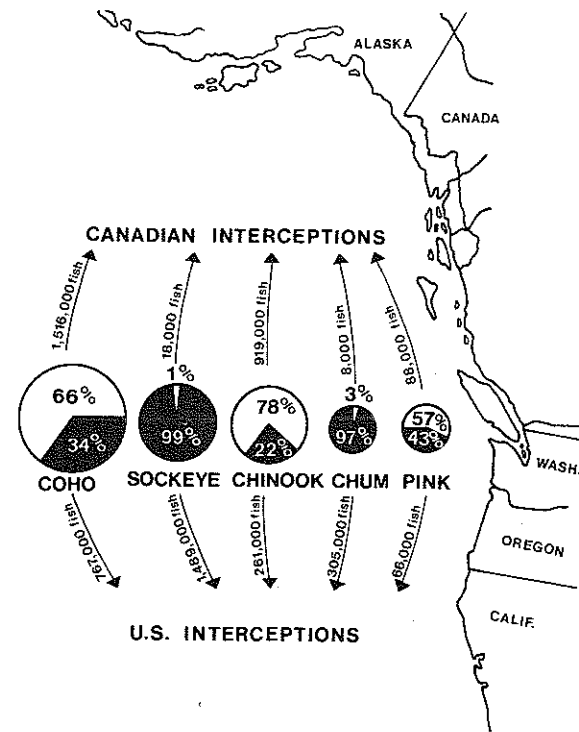 ALASKA
CANADA
CANADIAN INTERCEPTIONS
1,516,000 fish
18,000 fish
919,000 fish
8,000 fish
88,000 fish
66%
34%
1%
99%
78%
22%
3%
97%
57%
43%
COHO SOCKEYE CHINOOK CHUM PINK
767,000 fish
1,489,000 fish
261,000 fish
305,000 fish
66,000 fish
U.S. INTERCEPTIONS
WASH.
OREGON
CALIF.